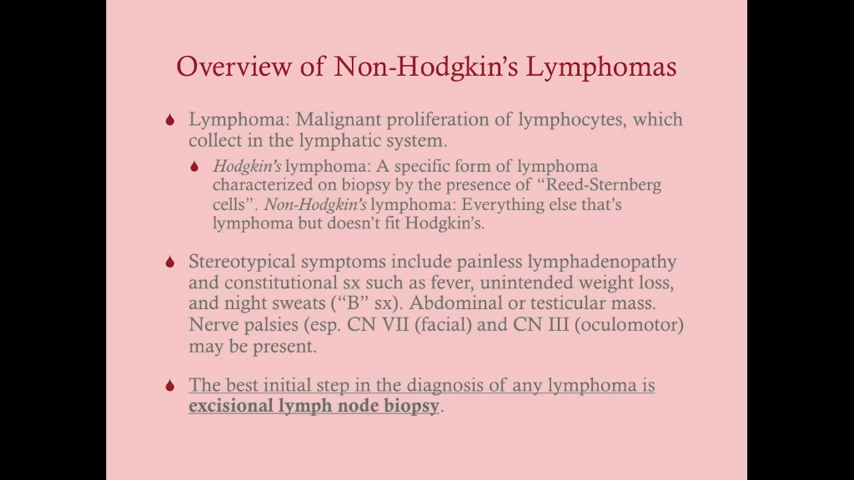 Overview of Non-Hodgkin's Lymphomas
Lymphoma: Malignant proliferation of lymphocytes, which
collect in the lymphatic system.
Hodgkin's lymphoma: A specific form of lymphoma
characterized on biopsy by the presence of “Reed-Sternberg
cells”. Non-Hodgkin's lymphoma: Everything else that's
lymphoma but doesn't fit Hodgkin's.
Stereotypical symptoms include painless lymphadenopathy
and constitutional sx such as fever, unintended weight loss,
and night sweats (“B” sx). Abdominal or testicular mass.
Nerve palsies (esp. CN VII (facial) and CN III (oculomotor)
may be present.
The best initial step in the diagnosis of any lymphoma is
excisional lymph node biopsy.